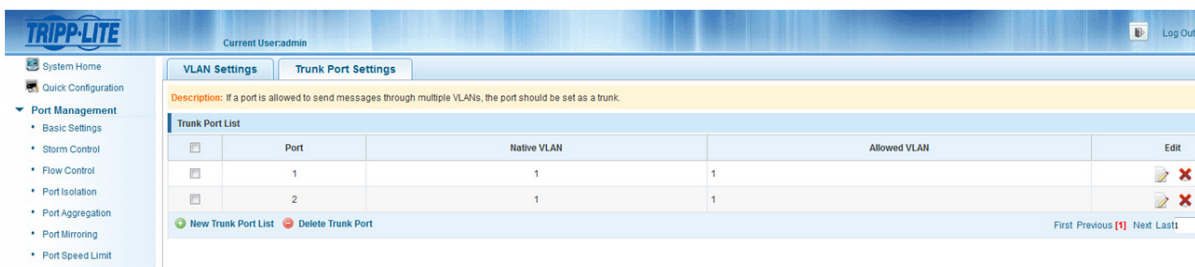 TRIPP·LITE
Current User:admin
Log Out
System Home
Quick Configuration
Port Management
Basic Settings
Storm Control
Flow Control
Port Isolation
Port Aggregation
Port Mirroring
Port Speed Limit
VLAN Settings
Trunk Port Settings
Description: If a port is allowed to send messages through multiple VLANs, the port should be set as a trunk.
Trunk Port List
Port Native VLAN Allowed VLAN Edit
1 1 1
2 1 1
New Trunk Port List Delete Trunk Port
First Previous [1] Next Last 1